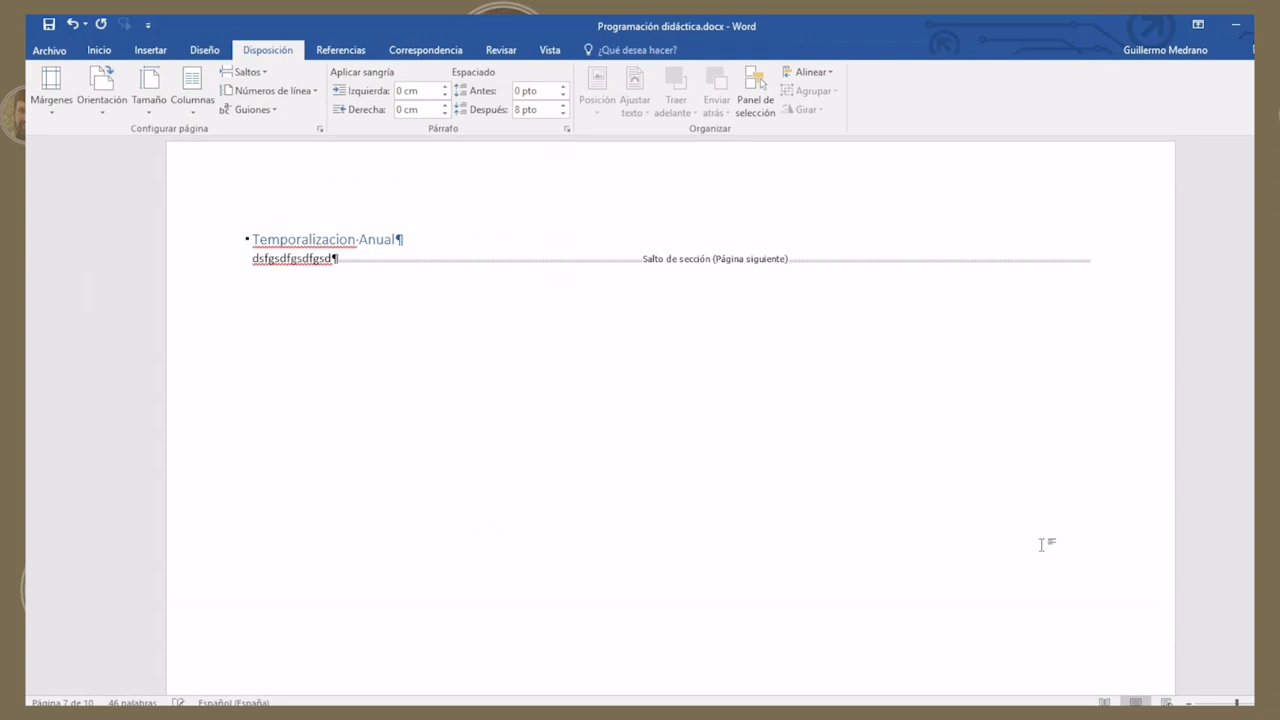 Programación didáctica.docx - Word
Archivo
Inicio
Insertar
Diseño
Disposición
Referencias
Correspondencia
Revisar
Vista
¿Qué desea hacer?
Guillermo Medrano
Márgenes
Orientación
Tamaño
Columnas
Saltos
Números de línea
Guiones
Configurar página
Aplicar sangría
Izquierda: 0 cm
Derecha: 0 cm
Espaciado
Antes: 0 pto
Después: 8 pto
Párrafo
Posición
Ajustar texto
Traer adelante
Enviar atrás
Panel de selección
Alinear
Agrupar
Girar
Organizar
Temporalizacion·Anual¶
dsfgsdfgsdfgsd¶ Salto de sección (Página siguiente)
Página 7 de 10
46 palabras
Español (España)